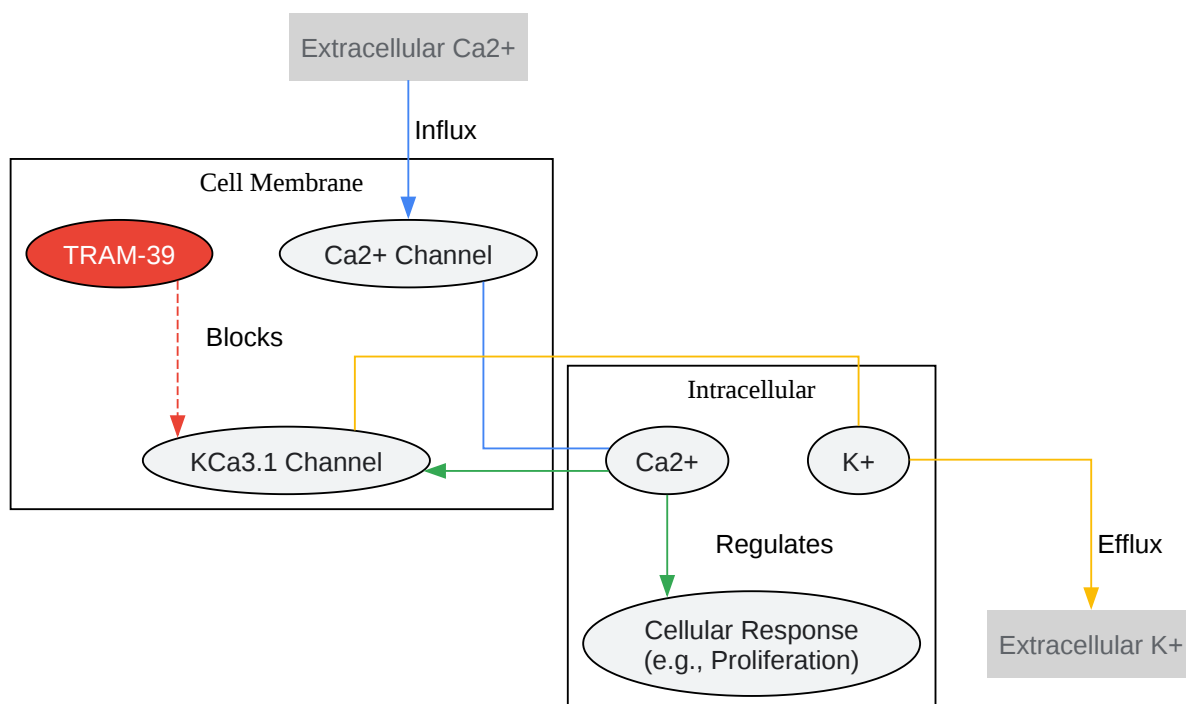 Extracellular Ca2+
Influx
Cell Membrane
TRAM-39
Ca2+ Channel
Blocks
Intracellular
KCa3.1 Channel
Ca2+
K+
Regulates
Efflux
Cellular Response
(e.g., Proliferation)
Extracellular K+